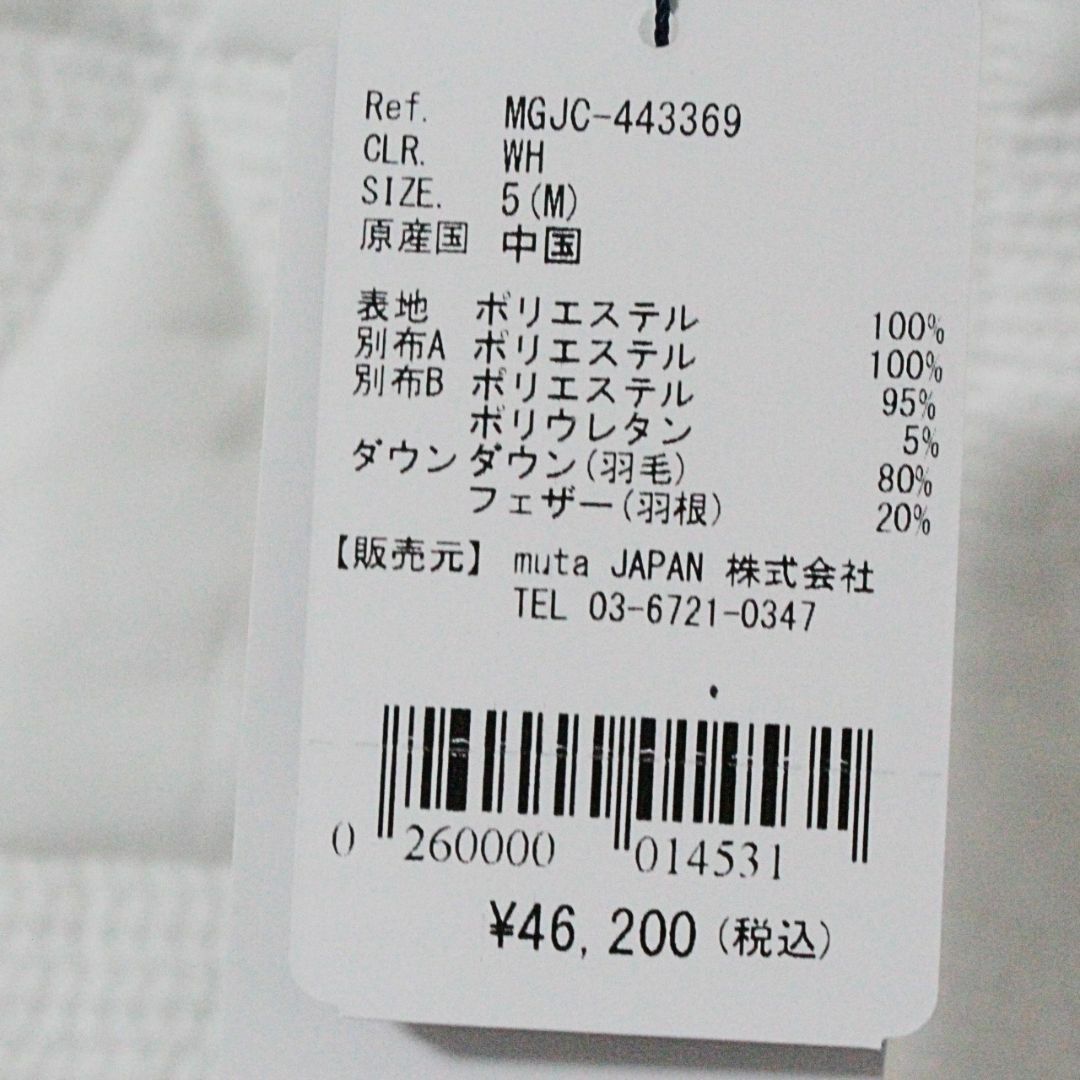 Ref. MGJC-443369
CLR. WH
SIZE. 5(M)
原産国 中国
表地 ポリエステル 100%
別布A ポリエステル 100%
別布B ポリエステル 95%
ポリウレタン 5%
ダウン ダウン(羽毛) 80%
フェザー(羽根) 20%
【販売元】 muta JAPAN 株式会社
TEL 03-6721-0347
0 260000 014531
¥46,200(税込)